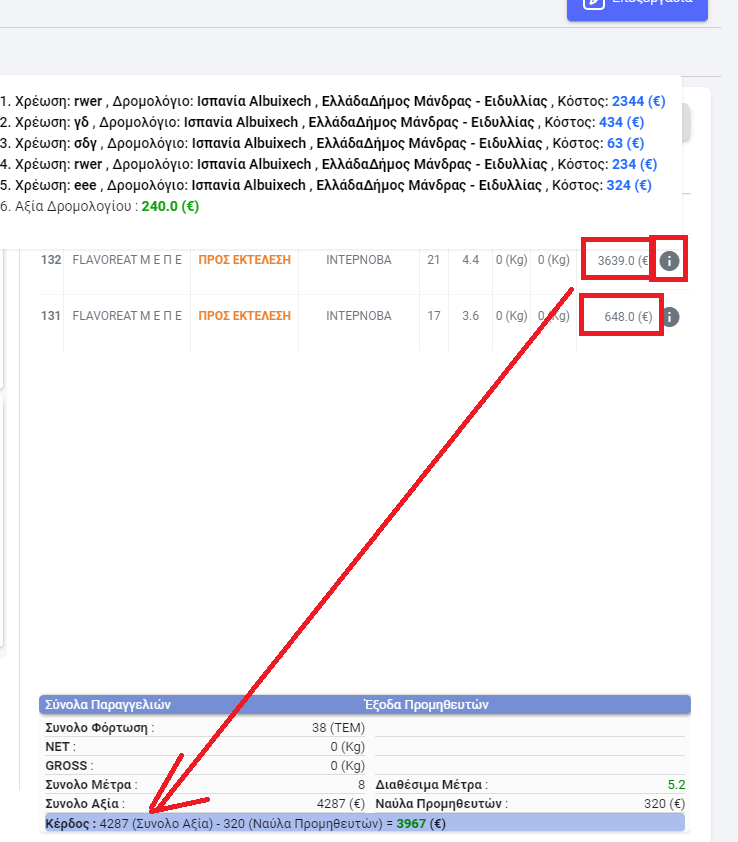 Επεξεργασία
1. Χρέωση: rwer , Δρομολόγιο: Ισπανία Albuixech , ΕλλάδαΔήμος Μάνδρας - Ειδυλλίας , Κόστος: 2344 (€)
2. Χρέωση: γδ , Δρομολόγιο: Ισπανία Albuixech , ΕλλάδαΔήμος Μάνδρας - Ειδυλλίας , Κόστος: 434 (€)
3. Χρέωση: σδγ , Δρομολόγιο: Ισπανία Albuixech , ΕλλάδαΔήμος Μάνδρας - Ειδυλλίας , Κόστος: 63 (€)
4. Χρέωση: rwer , Δρομολόγιο: Ισπανία Albuixech , ΕλλάδαΔήμος Μάνδρας - Ειδυλλίας , Κόστος: 234 (€)
5. Χρέωση: eee , Δρομολόγιο: Ισπανία Albuixech , ΕλλάδαΔήμος Μάνδρας - Ειδυλλίας , Κόστος: 324 (€)
6. Αξία Δρομολογίου : 240.0 (€)
132 FLAVOREAT Μ Ε Π Ε ΠΡΟΣ ΕΚΤΕΛΕΣΗ ΙΝΤΕΡΝΟΒΑ 21 4.4 0 (Kg) 0 (Kg) 3639.0 (€
131 FLAVOREAT Μ Ε Π Ε ΠΡΟΣ ΕΚΤΕΛΕΣΗ ΙΝΤΕΡΝΟΒΑ 17 3.6 0 (Kg) 0 (Kg) 648.0 (€)
Σύνολα Παραγγελιών Έξοδα Προμηθευτών
Συνολο Φόρτωση : 38 (ΤΕΜ)
NET : 0 (Kg)
GROSS : 0 (Kg)
Συνολο Μέτρα : 8 Διαθέσιμα Μέτρα : 5.2
Συνολο Αξία : 4287 (€) Ναύλα Προμηθευτών : 320 (€)
Κέρδος : 4287 (Συνολο Αξία) - 320 (Ναύλα Προμηθευτών) = 3967 (€)